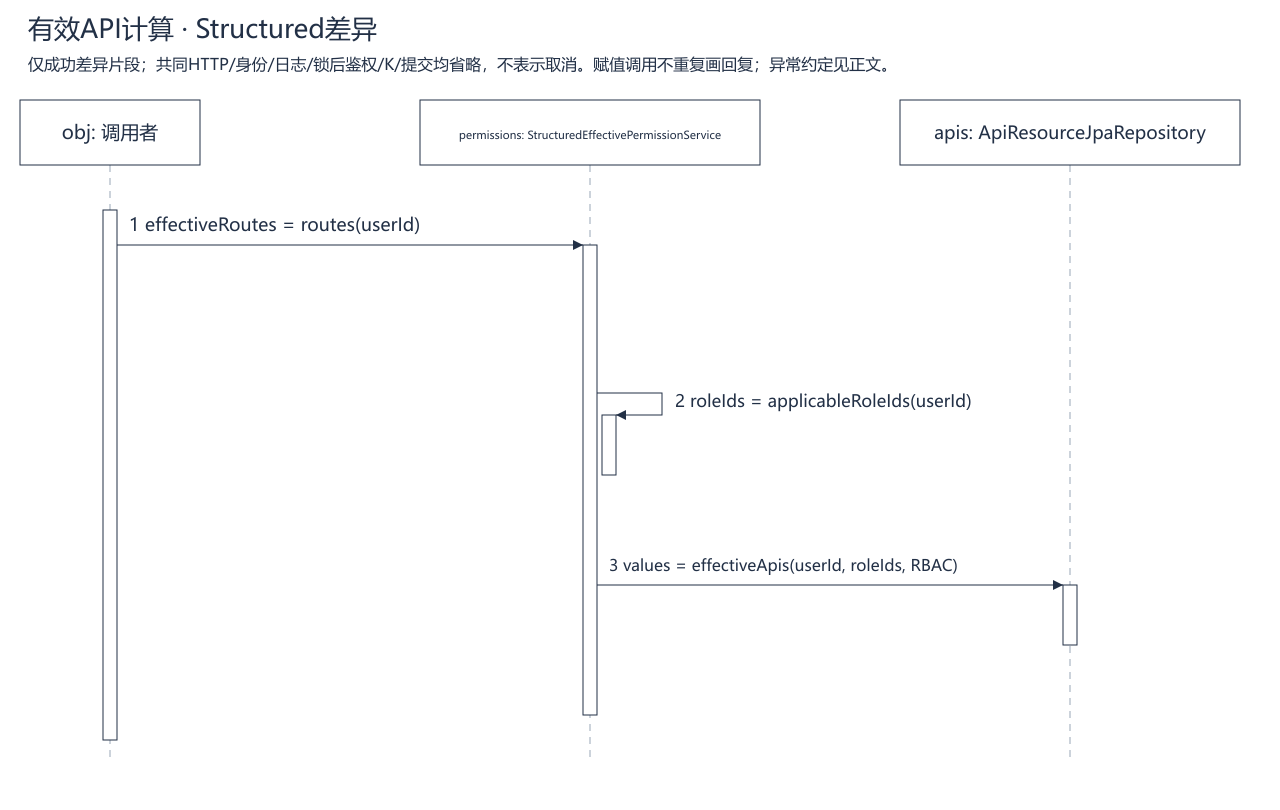 有效API计算 · Structured差异
仅成功差异片段；共同HTTP/身份/日志/锁后鉴权/K/提交均省略，不表示取消。赋值调用不重复画回复；异常约定见正文。
obj: 调用者
permissions: StructuredEffectivePermissionService
apis: ApiResourceJpaRepository
1 effectiveRoutes = routes(userId)
2 roleIds = applicableRoleIds(userId)
3 values = effectiveApis(userId, roleIds, RBAC)